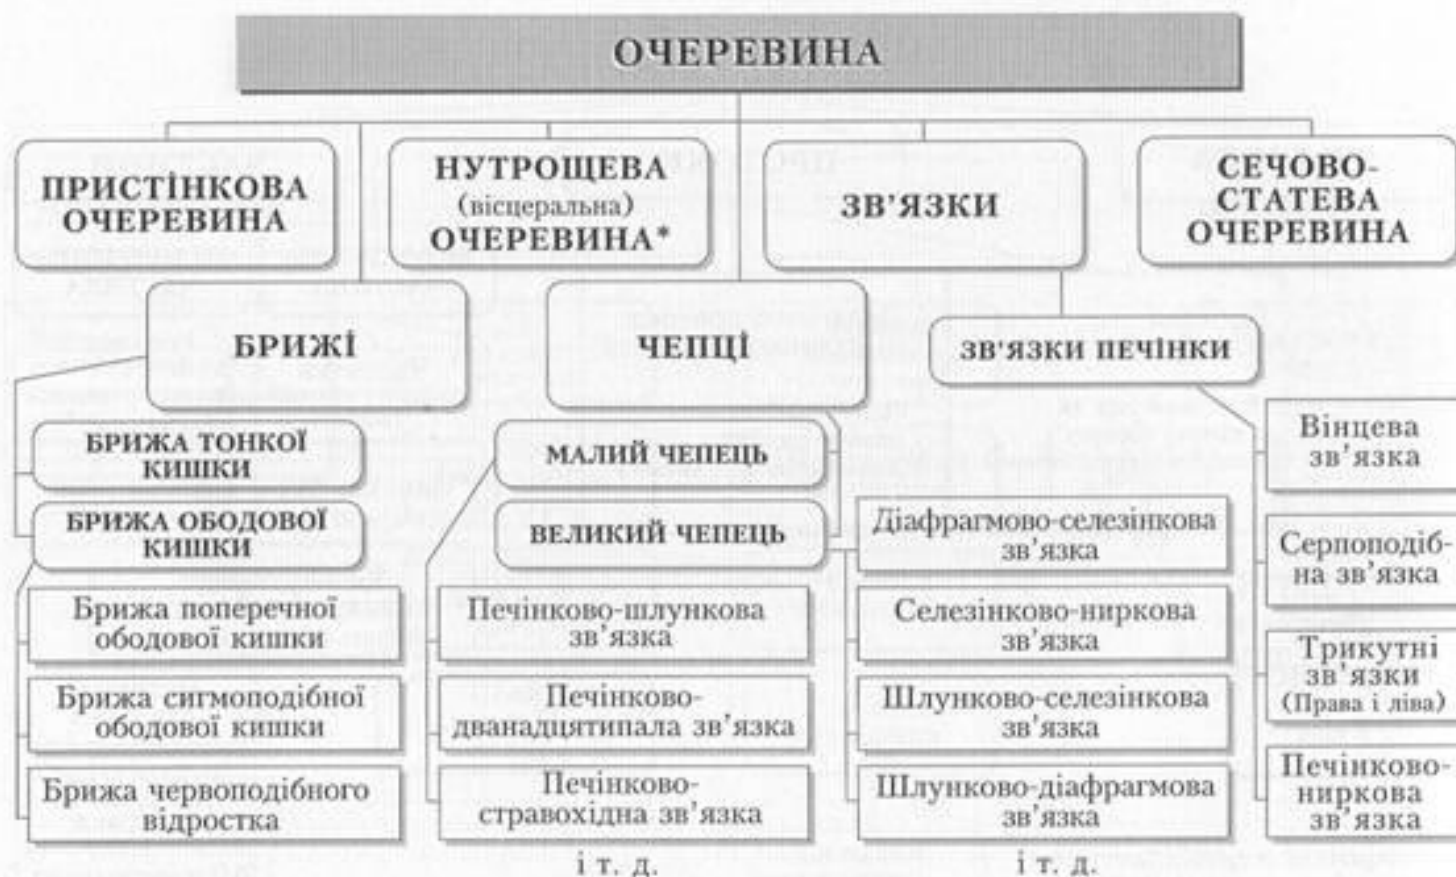 ОЧЕРЕВИНА
ПРИСТІНКОВА
ОЧЕРЕВИНА
НУТРОЩЕВА
(вісцеральна)
ОЧЕРЕВИНА*
ЗВ'ЯЗКИ
СЕЧОВО-
СТАТЕВА
ОЧЕРЕВИНА
БРИЖІ
ЧЕПЦІ
ЗВ'ЯЗКИ ПЕЧІНКИ
БРИЖА ТОНКОЇ
КИШКИ
БРИЖА ОБОДОВОЇ
КИШКИ
Брижа поперечної
ободової кишки
Брижа сигмоподібної
ободової кишки
Брижа червоподібного
відростка
МАЛИЙ ЧЕПЕЦЬ
ВЕЛИКИЙ ЧЕПЕЦЬ
Печінково-шлункова
зв'язка
Печінково-
дванадцятипала зв'язка
Печінково-
стравохідна зв'язка
і т. д.
Діафрагмово-селезінкова
зв'язка
Селезінково-ниркова
зв'язка
Шлунково-селезінкова
зв'язка
Шлунково-діафрагмова
зв'язка
і т. д.
Вінцева
зв'язка
Серпоподіб-
на зв'язка
Трикутні
зв'язки
(Права і ліва)
Печінково-
ниркова
зв'язка